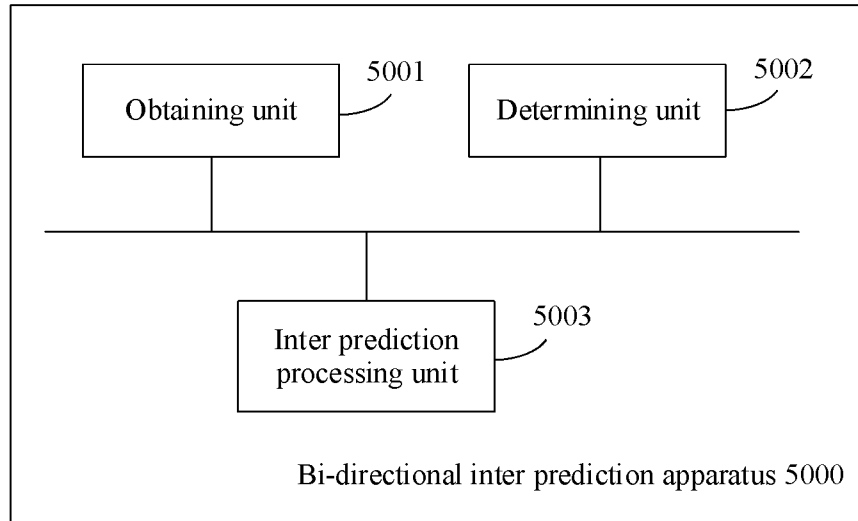 5001
5002
Obtaining unit
Determining unit
5003
Inter prediction
processing unit
Bi-directional inter prediction apparatus 5000